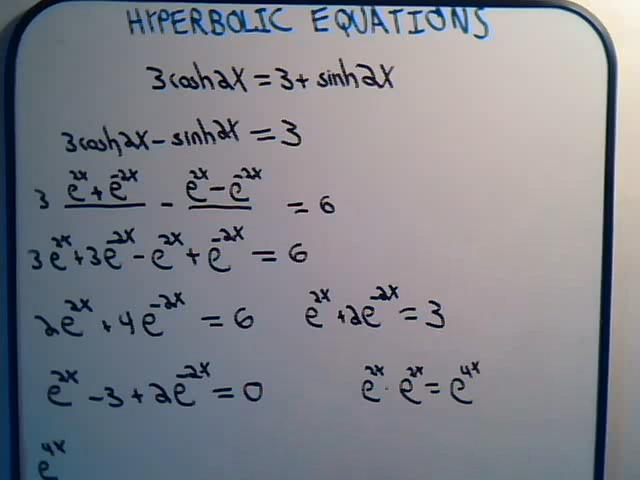 HYPERBOLIC EQUATIONS
3cosh2x = 3 + sinh2x
3cosh2x - sinh2x = 3
3 e^2x + e^-2x - e^2x - e^-2x = 6
3e^2x + 3e^-2x - e^2x + e^-2x = 6
2e^2x + 4e^-2x = 6 e^2x + 2e^-2x = 3
e^2x - 3 + 2e^-2x = 0 e^2x · e^2x = e^4x
e^4x